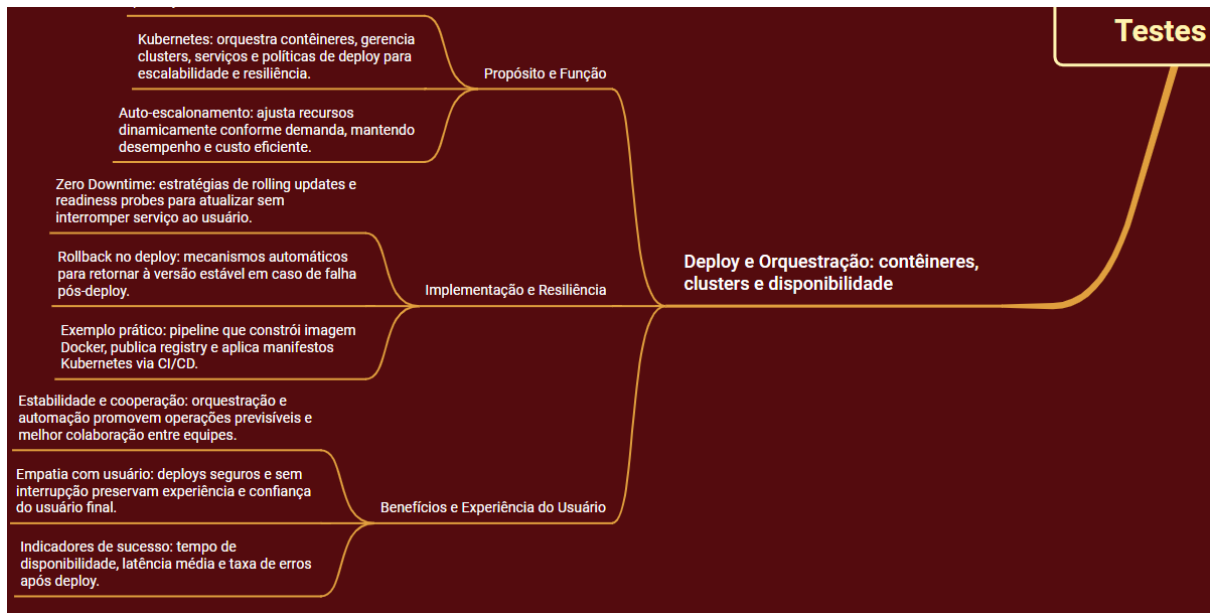 Testes
Kubernetes: orquestra contêineres, gerencia
clusters, serviços e políticas de deploy para
escalabilidade e resiliência.
Propósito e Função
Auto-escalonamento: ajusta recursos
dinamicamente conforme demanda, mantendo
desempenho e custo eficiente.
Zero Downtime: estratégias de rolling updates e
readiness probes para atualizar sem
interromper serviço ao usuário.
Rollback no deploy: mecanismos automáticos
para retornar à versão estável em caso de falha
pós-deploy.
Implementação e Resiliência
Deploy e Orquestração: contêineres,
clusters e disponibilidade
Exemplo prático: pipeline que constrói imagem
Docker, publica registry e aplica manifestos
Kubernetes via CI/CD.
Estabilidade e cooperação: orquestração e
automação promovem operações previsíveis e
melhor colaboração entre equipes.
Empatia com usuário: deploys seguros e sem
interrupção preservam experiência e confiança
do usuário final.
Benefícios e Experiência do Usuário
Indicadores de sucesso: tempo de
disponibilidade, latência média e taxa de erros
após deploy.